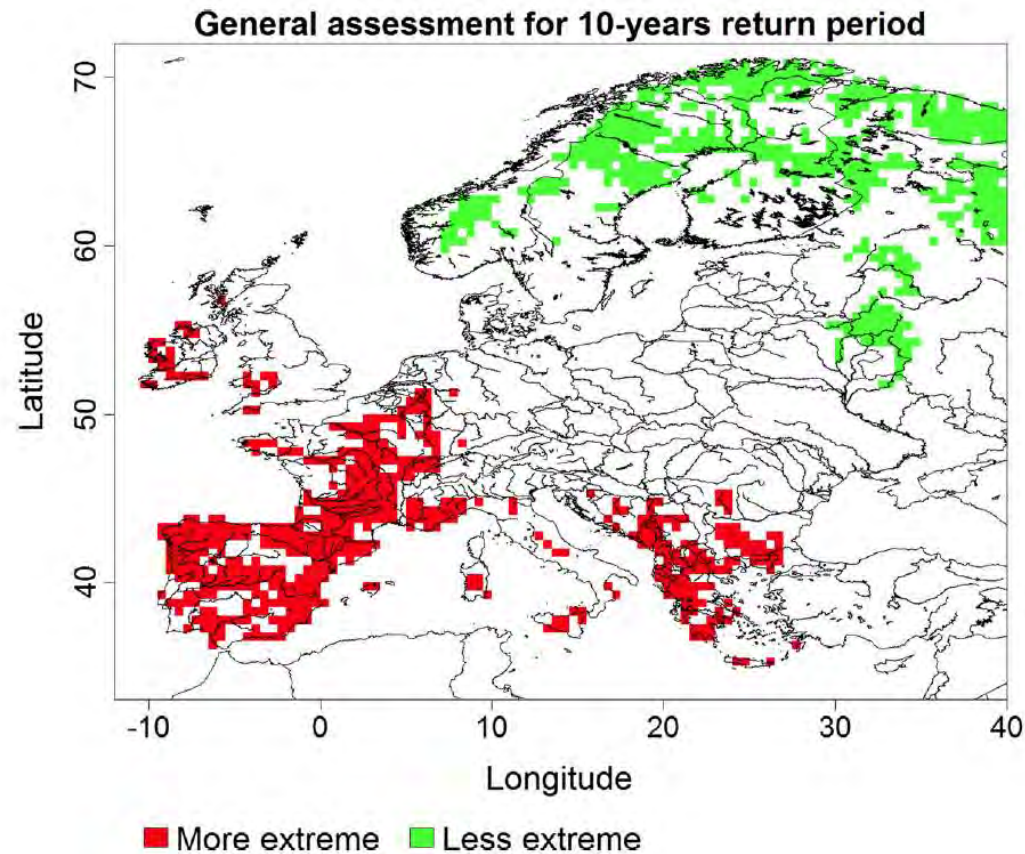 General assessment for 10-years return period
70
60
50
40
Latitude
-10 0 10 20 30 40
Longitude
More extreme Less extreme